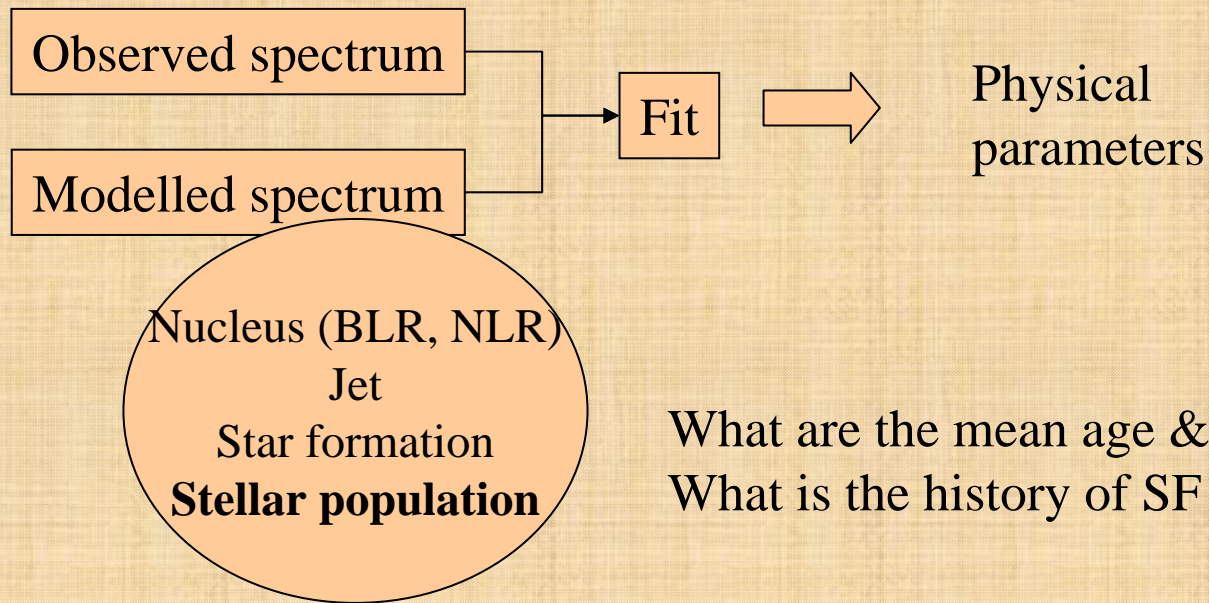 Observed spectrum
Modelled spectrum
Fit
Physical
parameters
Nucleus (BLR, NLR)
Jet
Star formation
Stellar population
What are the mean age &
What is the history of SF